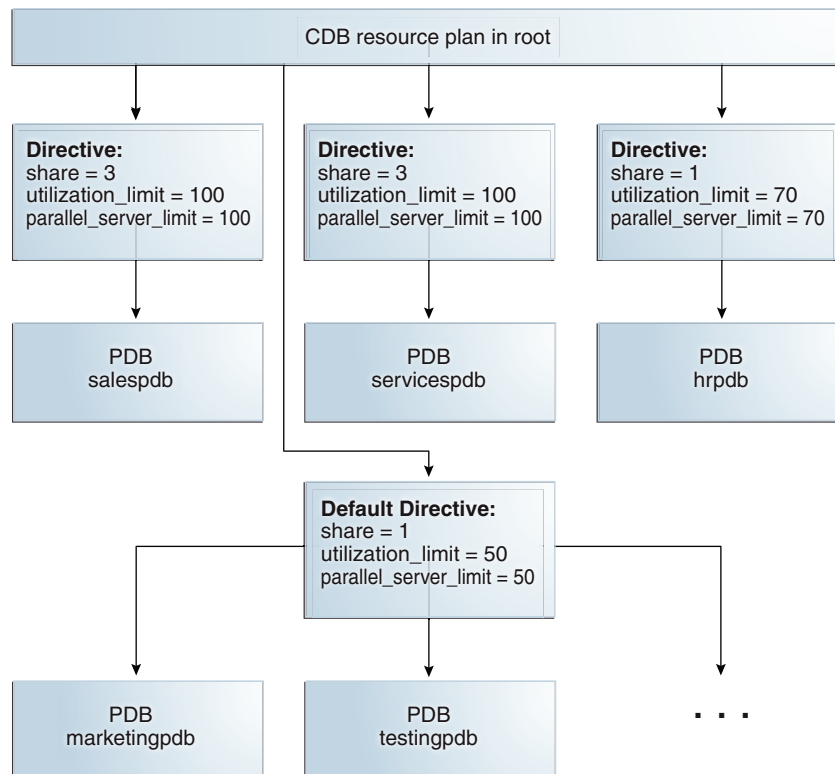 CDB resource plan in root
Directive:
share = 3
utilization_limit = 100
parallel_server_limit = 100
Directive:
share = 3
utilization_limit = 100
parallel_server_limit = 100
Directive:
share = 1
utilization_limit = 70
parallel_server_limit = 70
PDB
salespdb
PDB
servicespdb
PDB
hrpdb
Default Directive:
share = 1
utilization_limit = 50
parallel_server_limit = 50
PDB
marketingpdb
PDB
testingpdb
. . .